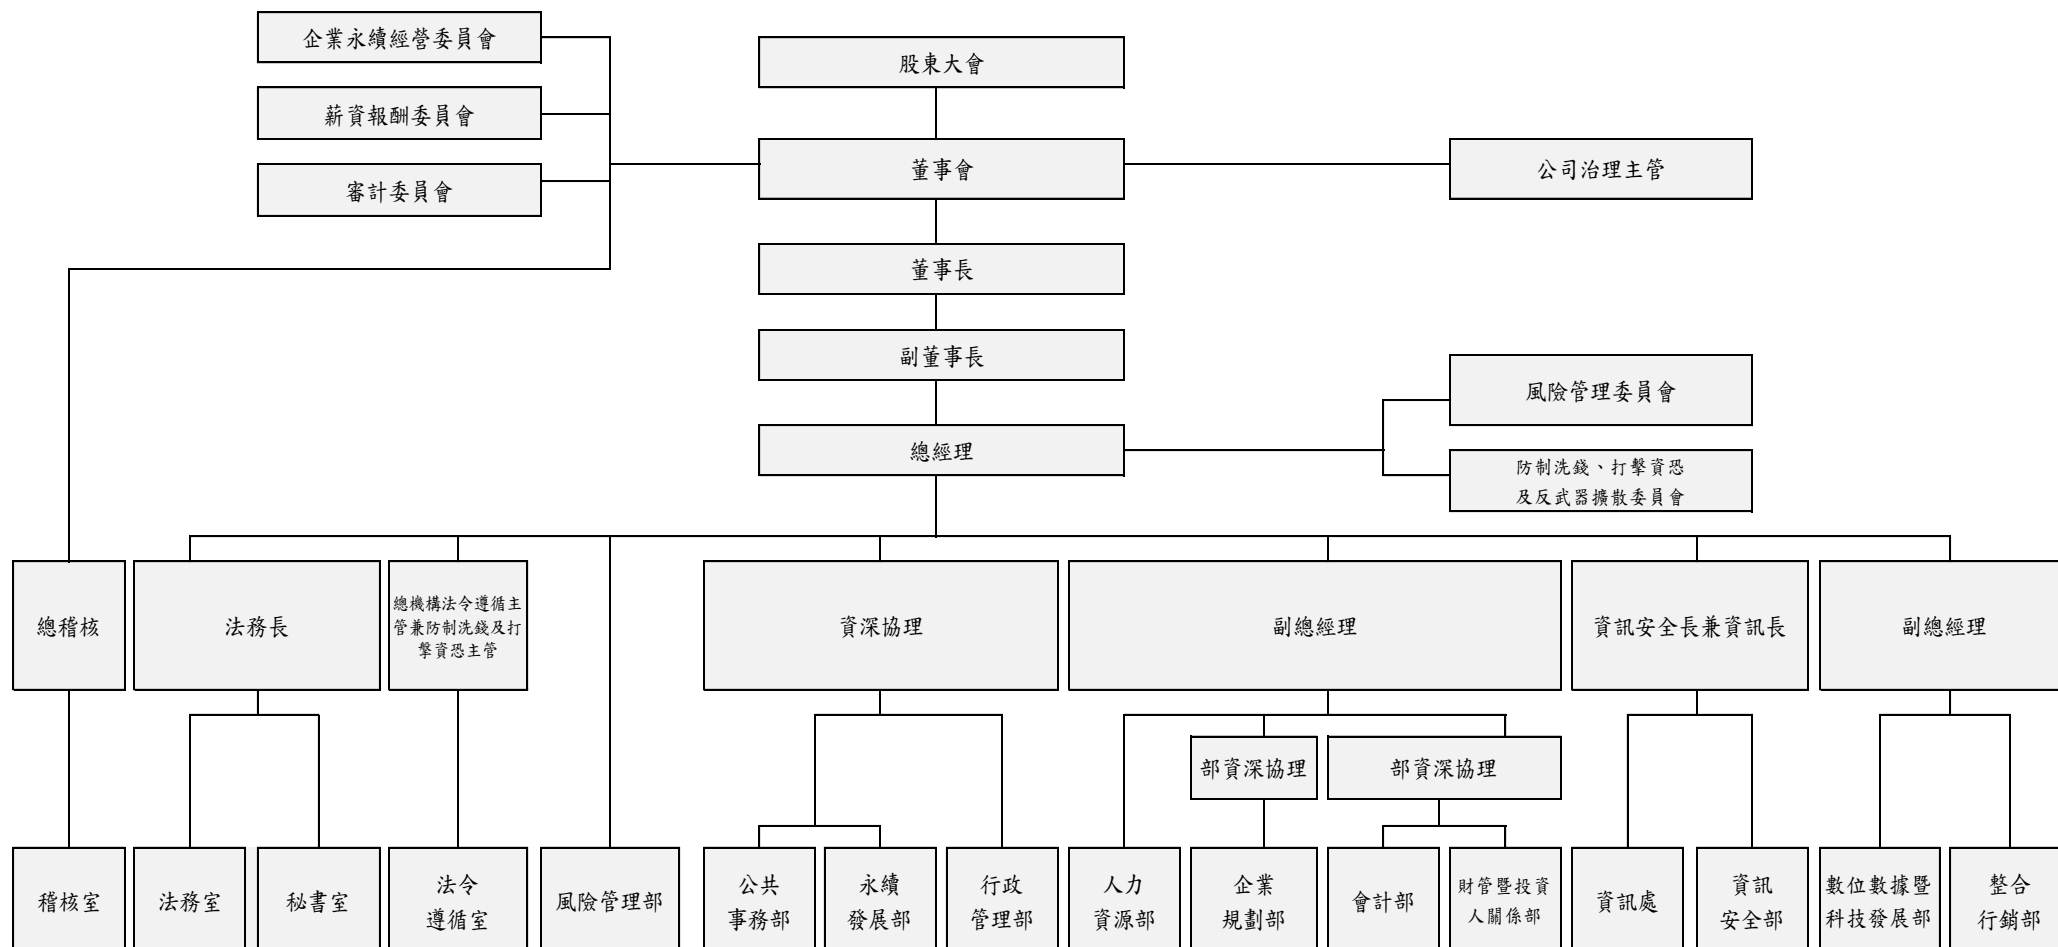 企業永續經營委員會
股東大會
薪資報酬委員會
董事會
公司治理主管
審計委員會
董事長
副董事長
風險管理委員會
總經理
防制洗錢、打擊資恐
及反武器擴散委員會
總稽核
法務長
總機構法令遵循主
管兼防制洗錢及打
擊資恐主管
資深協理
副總經理
資訊安全長兼資訊長
副總經理
部資深協理
部資深協理
稽核室
法務室
秘書室
法令
遵循室
風險管理部
公共
事務部
永續
發展部
行政
管理部
人力
資源部
企業
規劃部
會計部
財管暨投資
人關係部
資訊處
資訊
安全部
數位數據暨
科技發展部
整合
行銷部